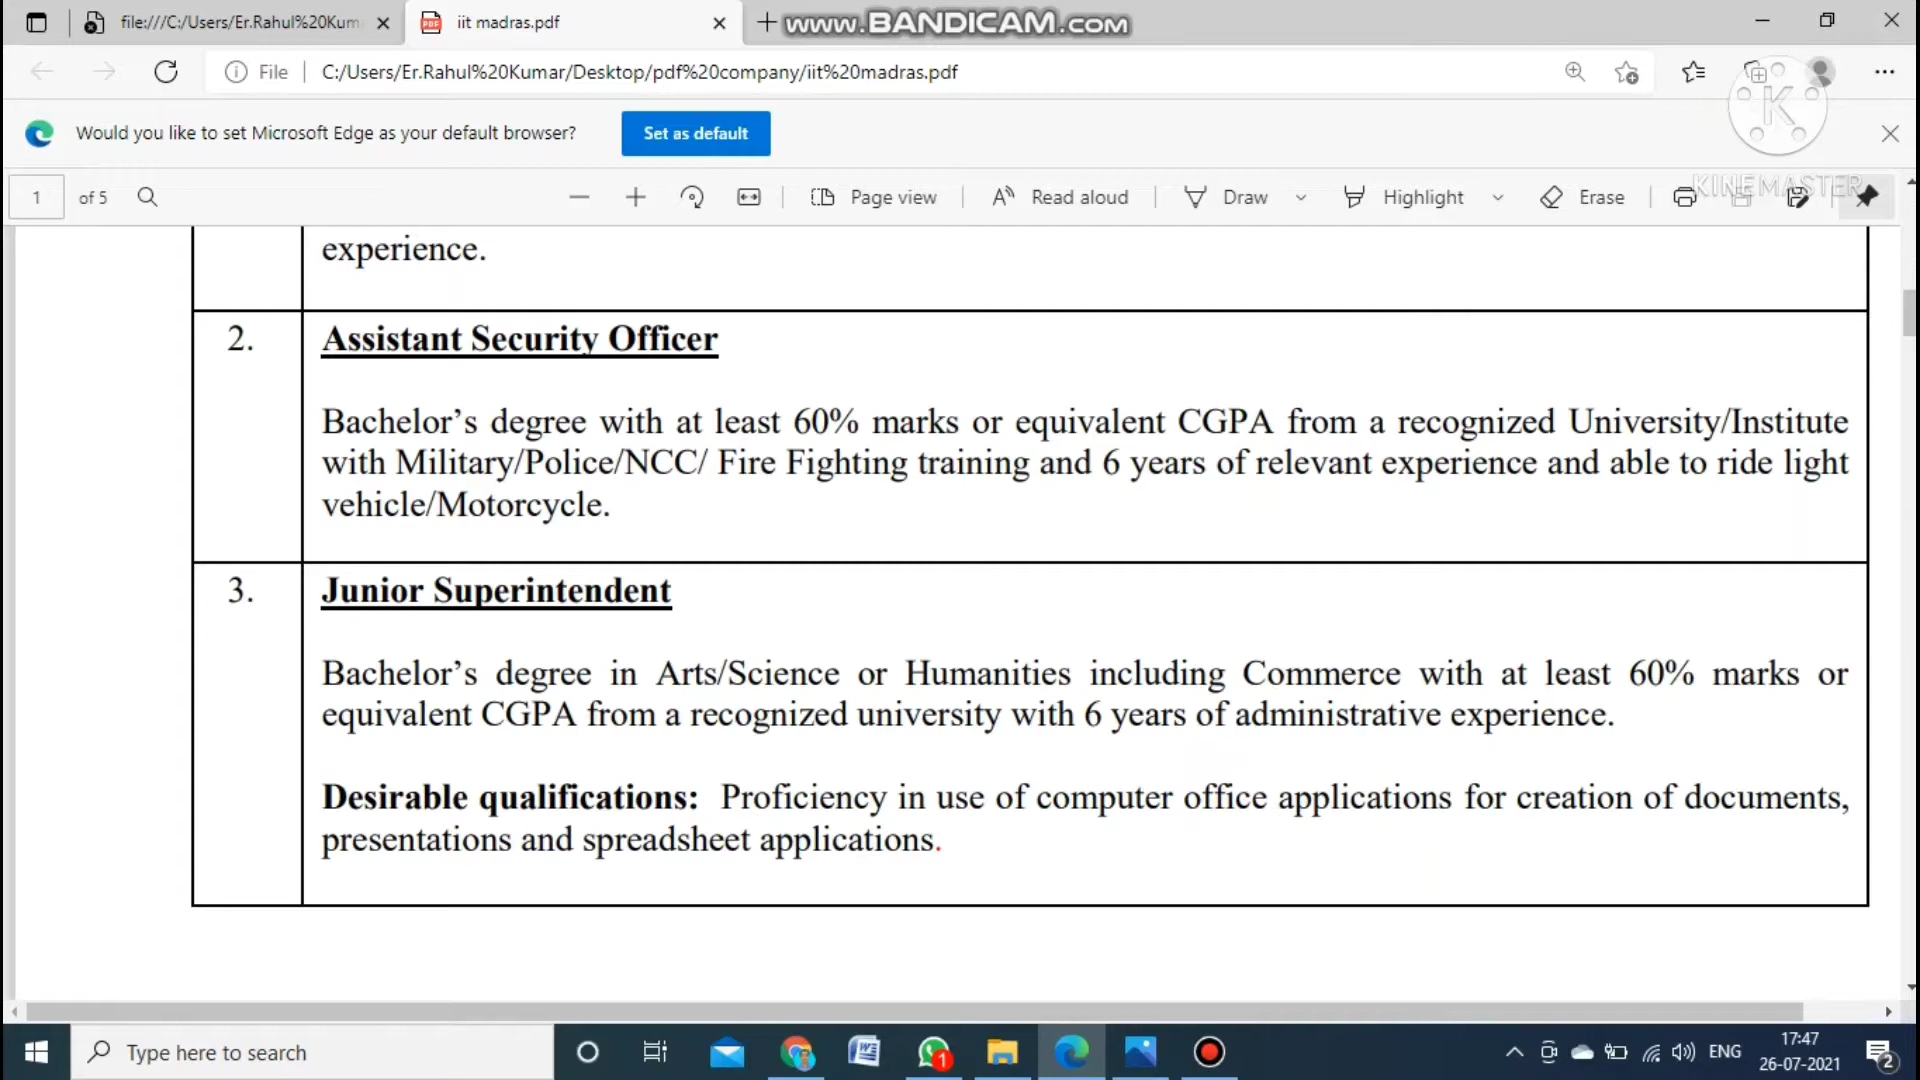 file:///C:/Users/Er.Rahul%20Kum
iit madras.pdf
www.BANDICAM.com
File
C:/Users/Er.Rahul%20Kumar/Desktop/pdf%20company/iit%20madras.pdf
K
Would you like to set Microsoft Edge as your default browser?
Set as default
1 of 5
Page view
Read aloud
Draw
Highlight
Erase
KINEMASTER
experience.
2. Assistant Security Officer
Bachelor’s degree with at least 60% marks or equivalent CGPA from a recognized University/Institute
with Military/Police/NCC/ Fire Fighting training and 6 years of relevant experience and able to ride light
vehicle/Motorcycle.
3. Junior Superintendent
Bachelor’s degree in Arts/Science or Humanities including Commerce with at least 60% marks or
equivalent CGPA from a recognized university with 6 years of administrative experience.
Desirable qualifications: Proficiency in use of computer office applications for creation of documents,
presentations and spreadsheet applications.
Type here to search
1
ENG
17:47
26-07-2021
2